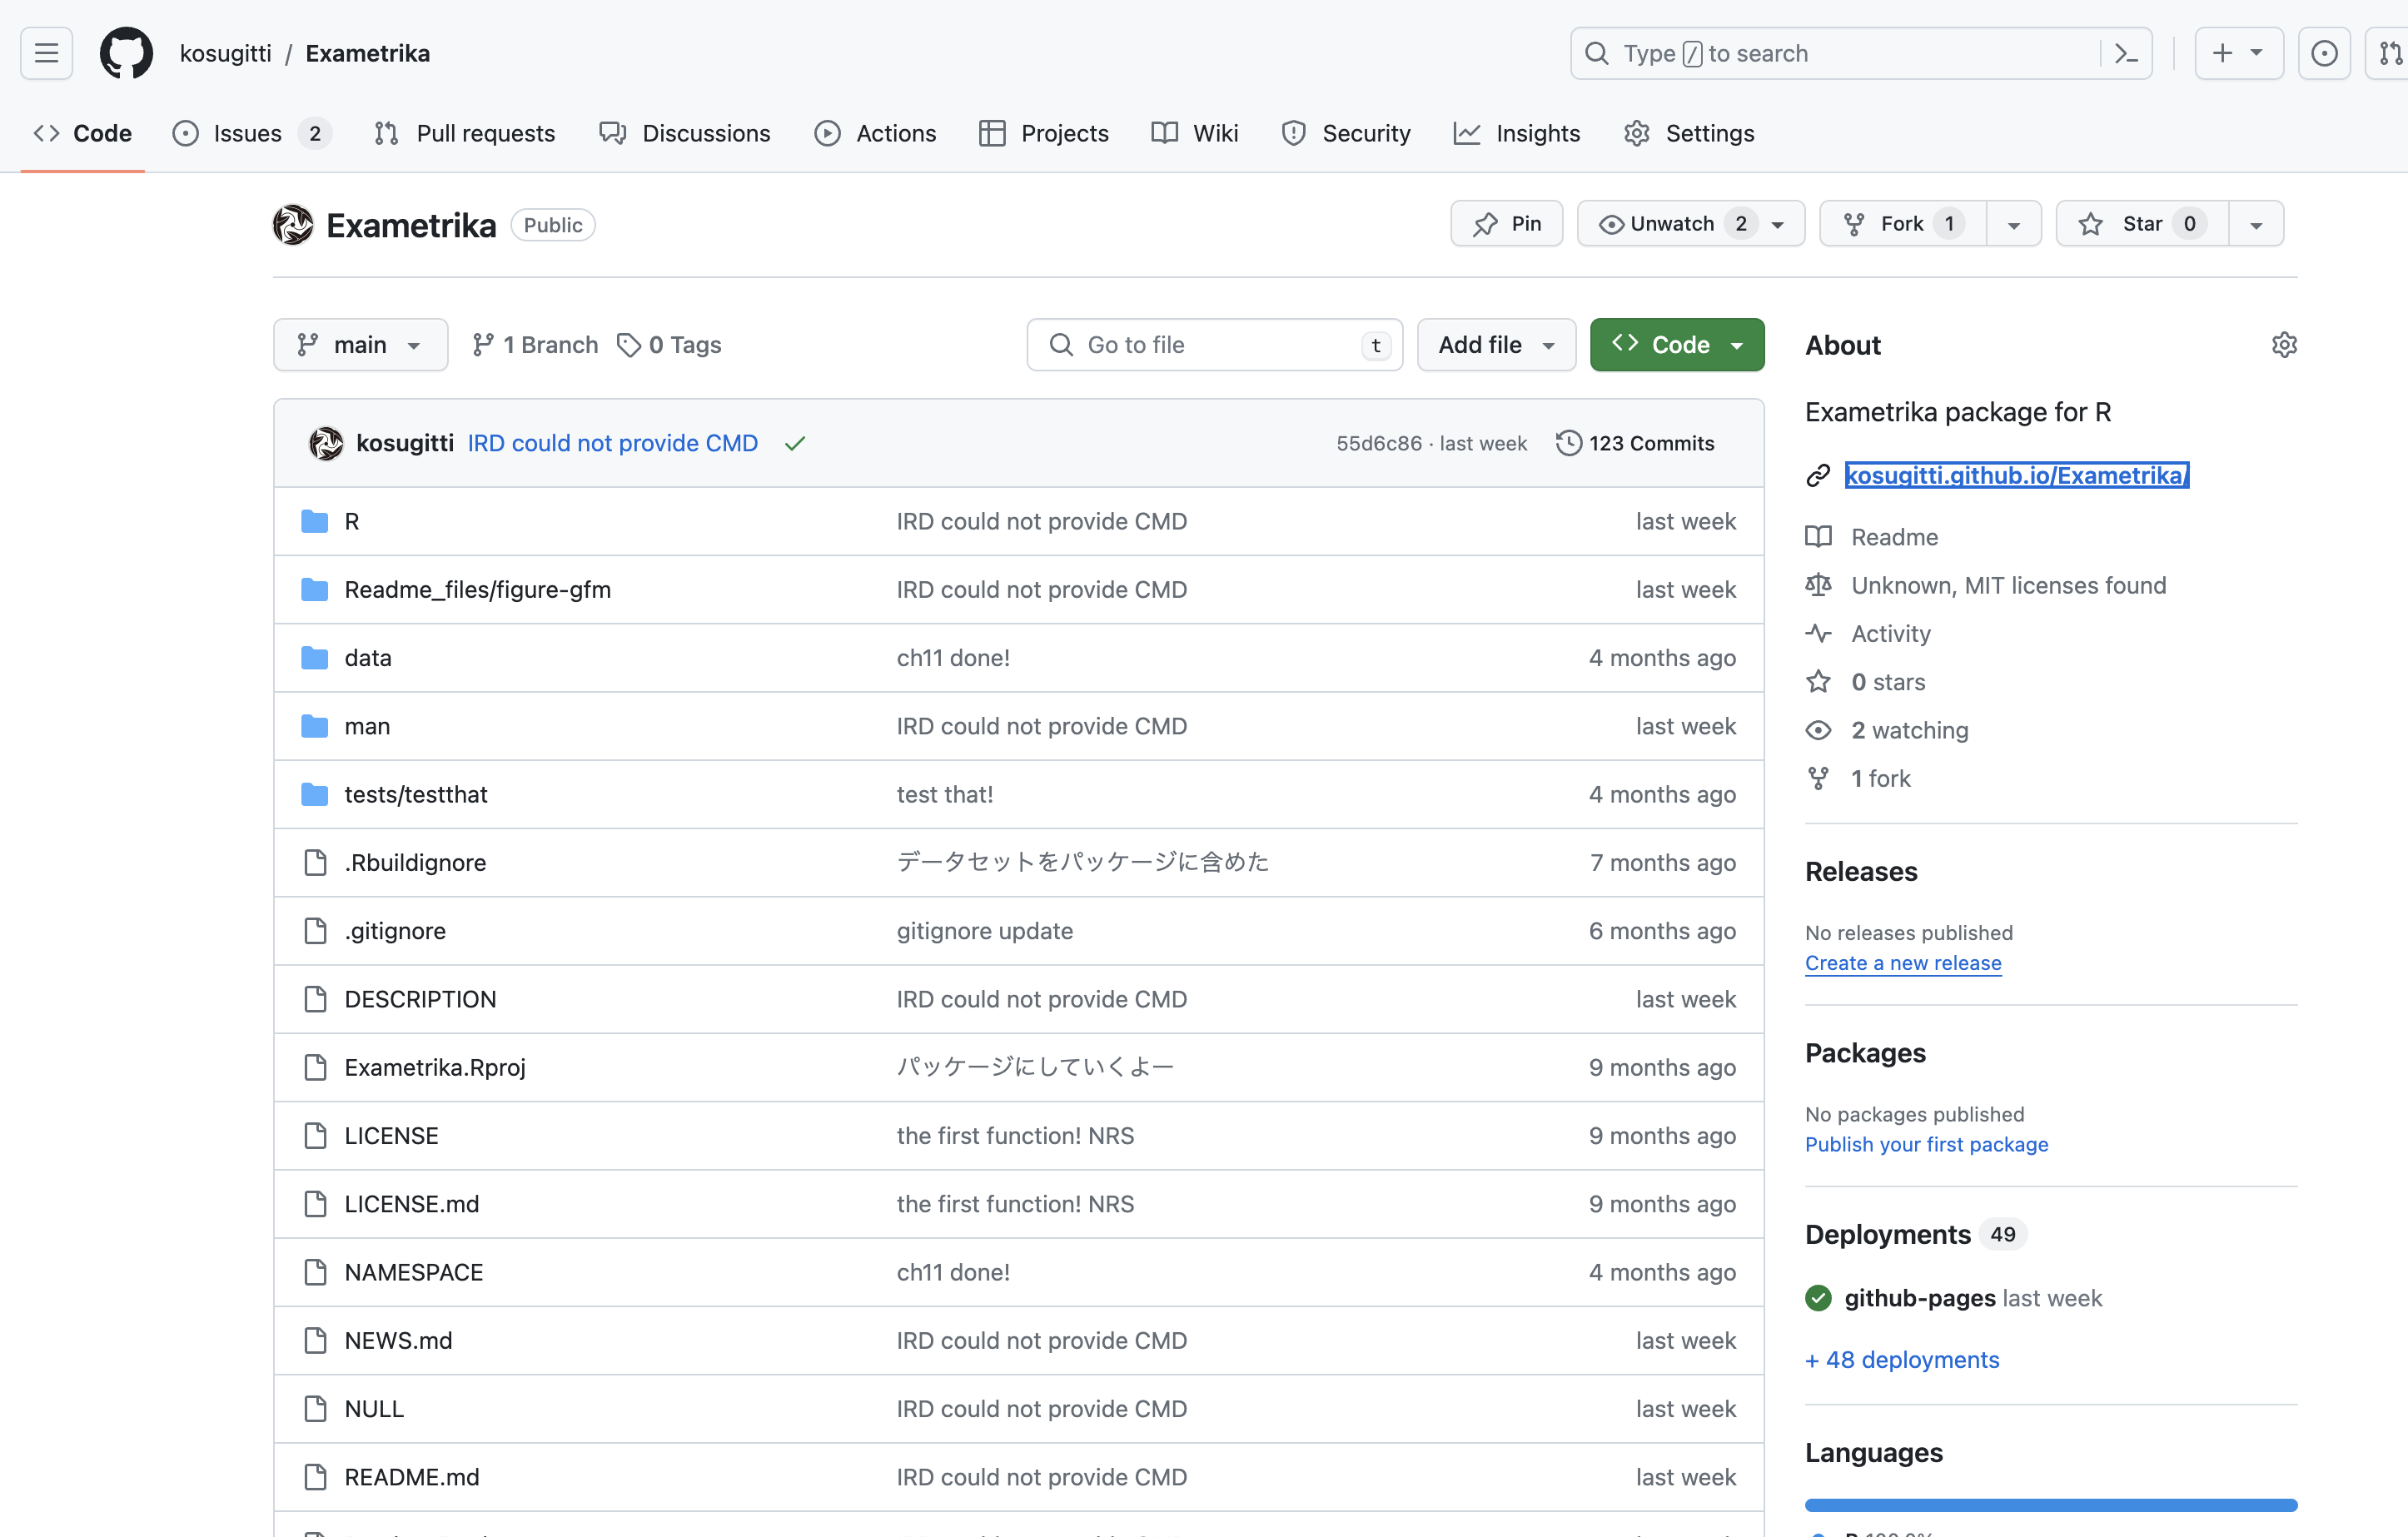 kosugitti / Exametrika
Type / to search
Code
Issues 2
Pull requests
Discussions
Actions
Projects
Wiki
Security
Insights
Settings
Exametrika Public
Pin
Unwatch 2
Fork 1
Star 0
main
1 Branch
0 Tags
Go to file t
Add file
Code
kosugitti IRD could not provide CMD
55d6c86 · last week
123 Commits
R IRD could not provide CMD last week
Readme_files/figure-gfm IRD could not provide CMD last week
data ch11 done! 4 months ago
man IRD could not provide CMD last week
tests/testthat test that! 4 months ago
.Rbuildignore データセットをパッケージに含めた 7 months ago
.gitignore gitignore update 6 months ago
DESCRIPTION IRD could not provide CMD last week
Exametrika.Rproj パッケージにしていくよー 9 months ago
LICENSE the first function! NRS 9 months ago
LICENSE.md the first function! NRS 9 months ago
NAMESPACE ch11 done! 4 months ago
NEWS.md IRD could not provide CMD last week
NULL IRD could not provide CMD last week
README.md IRD could not provide CMD last week
About
Exametrika package for R
kosugitti.github.io/Exametrika/
Readme
Unknown, MIT licenses found
Activity
0 stars
2 watching
1 fork
Releases
No releases published
Create a new release
Packages
No packages published
Publish your first package
Deployments 49
github-pages last week
+ 48 deployments
Languages